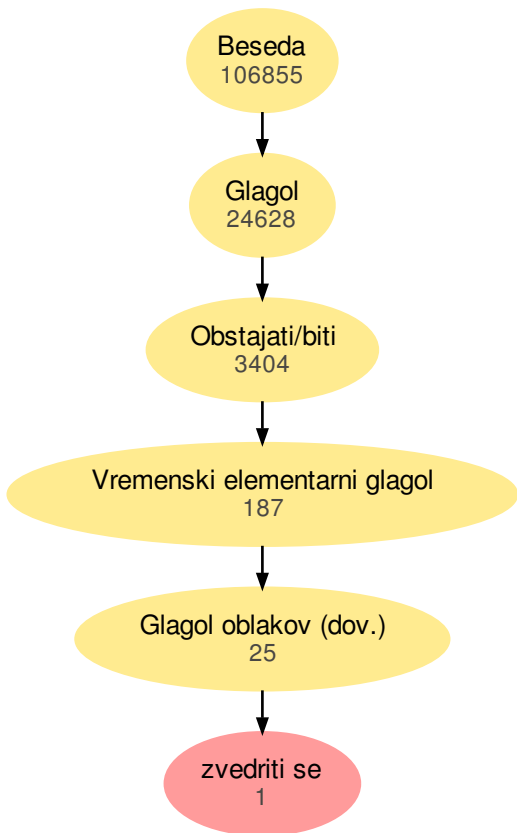 Beseda
106855
Glagol
24628
Obstajati/biti
3404
Vremenski elementarni glagol
187
Glagol oblakov (dov.)
25
zvedriti se
1